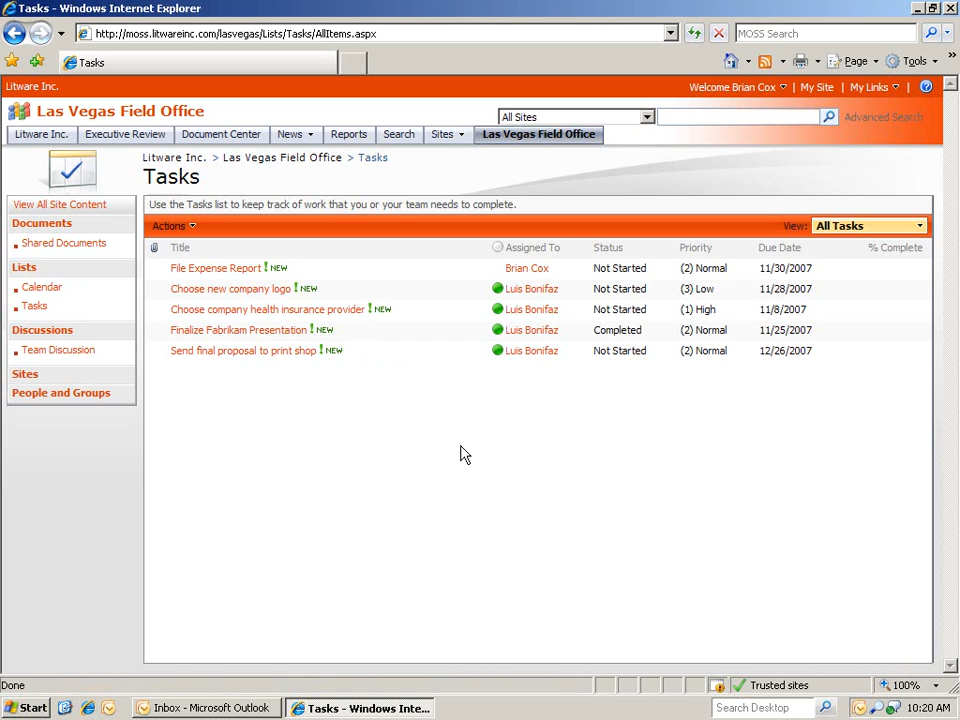 Tasks - Windows Internet Explorer
http://moss.litwareinc.com/lasvegas/Lists/Tasks/AllItems.aspx
MOSS Search
Tasks
Page
Tools
Litware Inc.
Welcome Brian Cox
My Site
My Links
Las Vegas Field Office
All Sites
Advanced Search
Litware Inc.
Executive Review
Document Center
News
Reports
Search
Sites
Las Vegas Field Office
Litware Inc. > Las Vegas Field Office > Tasks
Tasks
View All Site Content
Documents
Shared Documents
Lists
Calendar
Tasks
Discussions
Team Discussion
Sites
People and Groups
Use the Tasks list to keep track of work that you or your team needs to complete.
Actions
View: All Tasks
Title Assigned To Status Priority Due Date % Complete
File Expense Report ! NEW Brian Cox Not Started (2) Normal 11/30/2007
Choose new company logo ! NEW Luis Bonifaz Not Started (3) Low 11/28/2007
Choose company health insurance provider ! NEW Luis Bonifaz Not Started (1) High 11/8/2007
Finalize Fabrikam Presentation ! NEW Luis Bonifaz Completed (2) Normal 11/25/2007
Send final proposal to print shop ! NEW Luis Bonifaz Not Started (2) Normal 12/26/2007
Done
Trusted sites
100%
Start
Inbox - Microsoft Outlook
Tasks - Windows Inte...
Search Desktop
10:20 AM